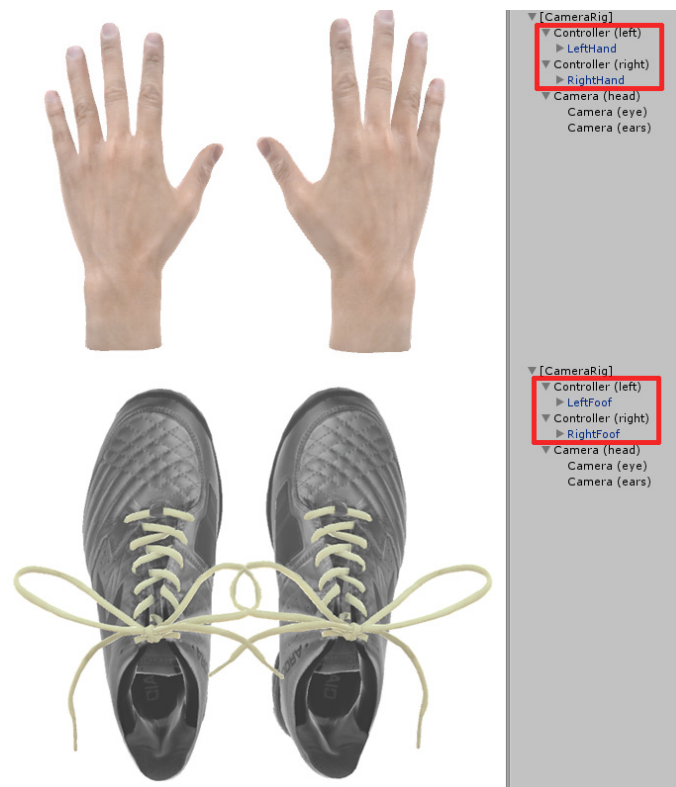 [CameraRig]
Controller (left)
LeftHand
Controller (right)
RightHand
Camera (head)
Camera (eye)
Camera (ears)
[CameraRig]
Controller (left)
LeftFoof
Controller (right)
RightFoof
Camera (head)
Camera (eye)
Camera (ears)